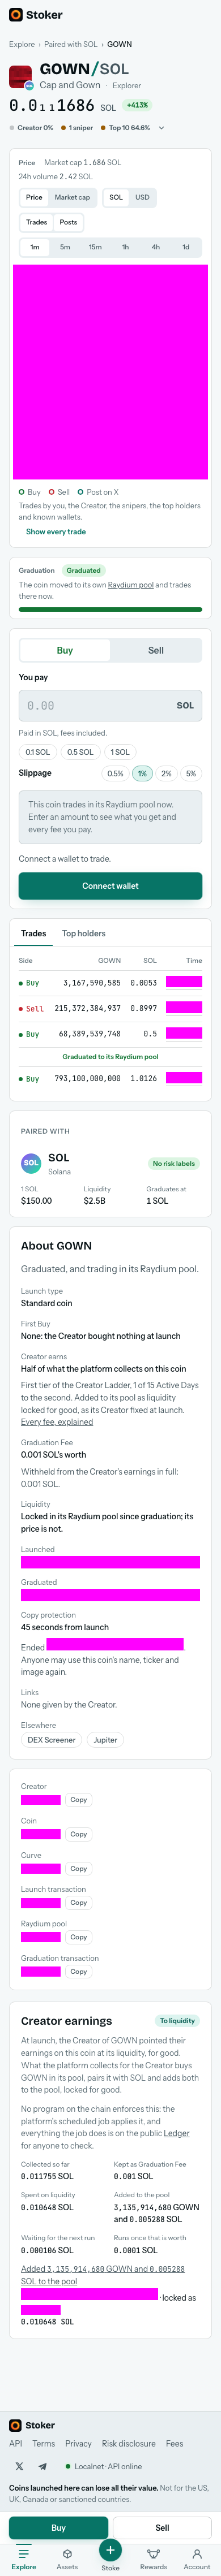 Stoker
Explore › Paired with SOL › GOWN
GOWN/SOL
Cap and Gown · Explorer
0.0₁₁1686 SOL +413%
Creator 0% 1 sniper Top 10 64.6%
Price Market cap 1.686 SOL
24h volume 2.42 SOL
Price Market cap SOL USD
Trades Posts
1m 5m 15m 1h 4h 1d
Buy Sell Post on X
Trades by you, the Creator, the snipers, the top holders
and known wallets.
Show every trade
Graduation Graduated
The coin moved to its own Raydium pool and trades
there now.
Buy Sell
You pay
0.00 SOL
Paid in SOL, fees included.
0.1 SOL 0.5 SOL 1 SOL
Slippage 0.5% 1% 2% 5%
This coin trades in its Raydium pool now.
Enter an amount to see what you get and
every fee you pay.
Connect a wallet to trade.
Connect wallet
Trades Top holders
Side GOWN SOL Time
Buy 3,167,590,585 0.0053
Sell 215,372,384,937 0.8997
Buy 68,389,539,748 0.5
Graduated to its Raydium pool
Buy 793,100,000,000 1.0126
PAIRED WITH
SOL SOL No risk labels
Solana
1 SOL Liquidity Graduates at
$150.00 $2.5B 1 SOL
About GOWN
Graduated, and trading in its Raydium pool.
Launch type
Standard coin
First Buy
None: the Creator bought nothing at launch
Creator earns
Half of what the platform collects on this coin
First tier of the Creator Ladder, 1 of 15 Active Days
to the second. Added to its pool as liquidity
locked for good, as its Creator fixed at launch.
Every fee, explained
Graduation Fee
0.001 SOL's worth
Withheld from the Creator's earnings in full:
0.001 SOL.
Liquidity
Locked in its Raydium pool since graduation; its
price is not.
Launched
Graduated
Copy protection
45 seconds from launch
Ended
Anyone may use this coin's name, ticker and
image again.
Links
None given by the Creator.
Elsewhere
DEX Screener Jupiter
Creator
Copy
Coin
Copy
Curve
Copy
Launch transaction
Copy
Raydium pool
Copy
Graduation transaction
Copy
Creator earnings To liquidity
At launch, the Creator of GOWN pointed their
earnings on this coin at its liquidity, for good.
What the platform collects for the Creator buys
GOWN in its pool, pairs it with SOL and adds both
to the pool, locked for good.
No program on the chain enforces this: the
platform's scheduled job applies it, and
everything the job does is on the public Ledger
for anyone to check.
Collected so far Kept as Graduation Fee
0.011755 SOL 0.001 SOL
Spent on liquidity Added to the pool
0.010648 SOL 3,135,914,680 GOWN
and 0.005288 SOL
Waiting for the next run Runs once that is worth
0.000106 SOL 0.0001 SOL
Added 3,135,914,680 GOWN and 0.005288
SOL to the pool
· locked as
0.010648 SOL
Stoker
API Terms Privacy Risk disclosure Fees
Localnet · API online
Coins launched here can lose all their value. Not for the US,
UK, Canada or sanctioned countries.
Buy Sell
Explore Assets Stoke Rewards Account